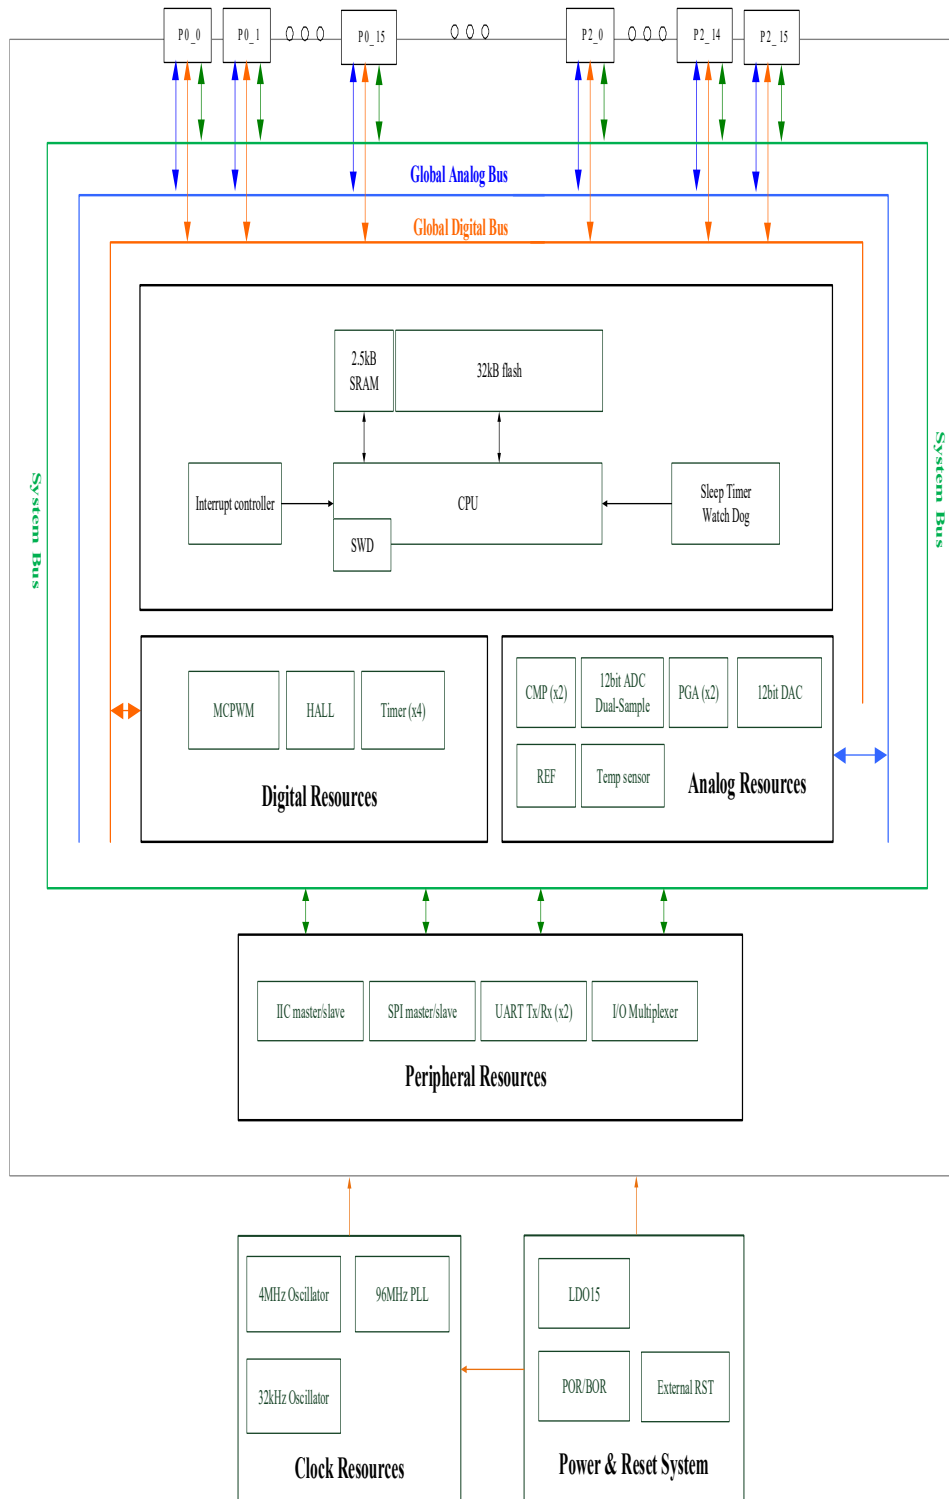 P0_0
P0_1
P0_15
P2_0
P2_14
P2_15
Global Analog Bus
Global Digital Bus
2.5kB
SRAM
32kB flash
System Bus
System Bus
Interrupt controller
CPU
Sleep Timer
Watch Dog
SWD
MCPWM
HALL
Timer (x4)
Digital Resources
CMP (x2)
12bit ADC
Dual-Sample
PGA (x2)
12bit DAC
REF
Temp sensor
Analog Resources
IIC master/slave
SPI master/slave
UART Tx/Rx (x2)
I/O Multiplexer
Peripheral Resources
4MHz Oscillator
96MHz PLL
32kHz Oscillator
Clock Resources
LDO15
POR/BOR
External RST
Power & Reset System